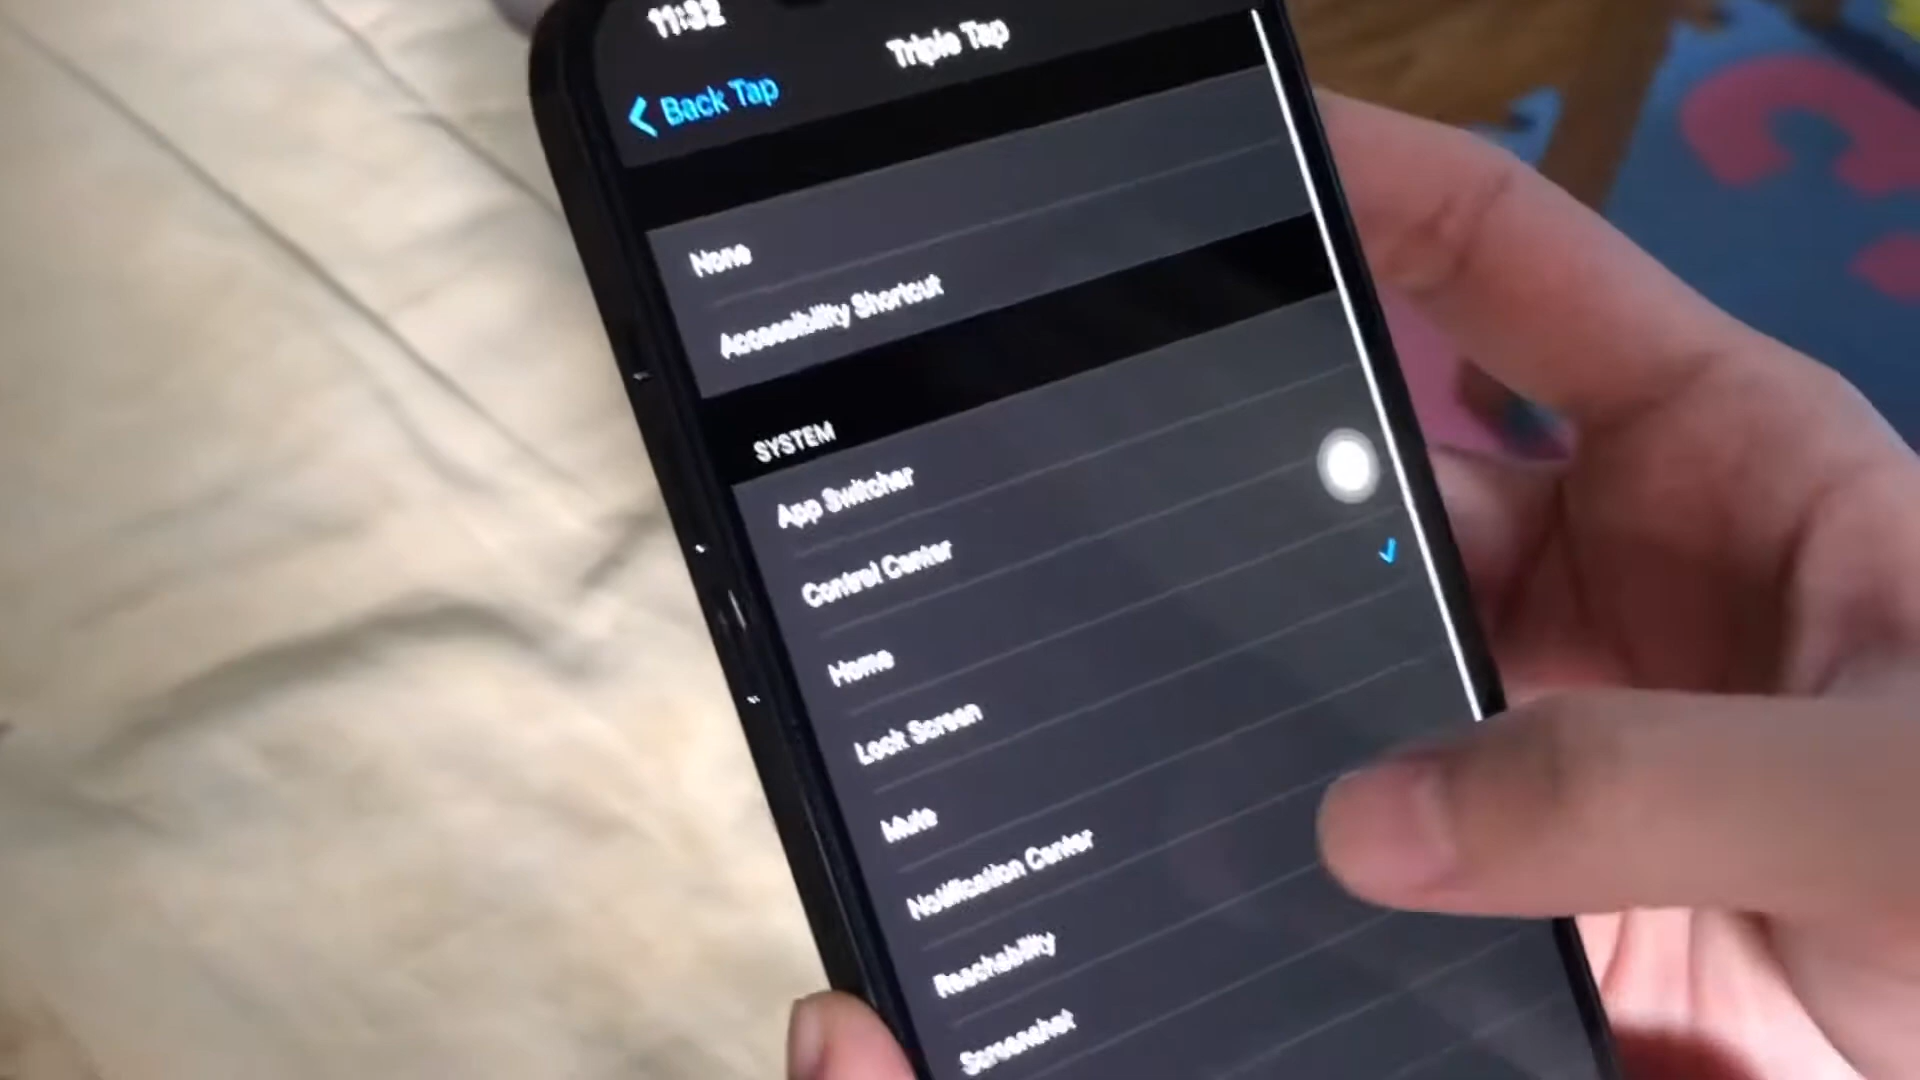 11:32
Triple Tap
Back Tap
None
Accessibility Shortcut
SYSTEM
App Switcher
Control Center
Home
Lock Screen
Mute
Notification Center
Reachability
Screenshot